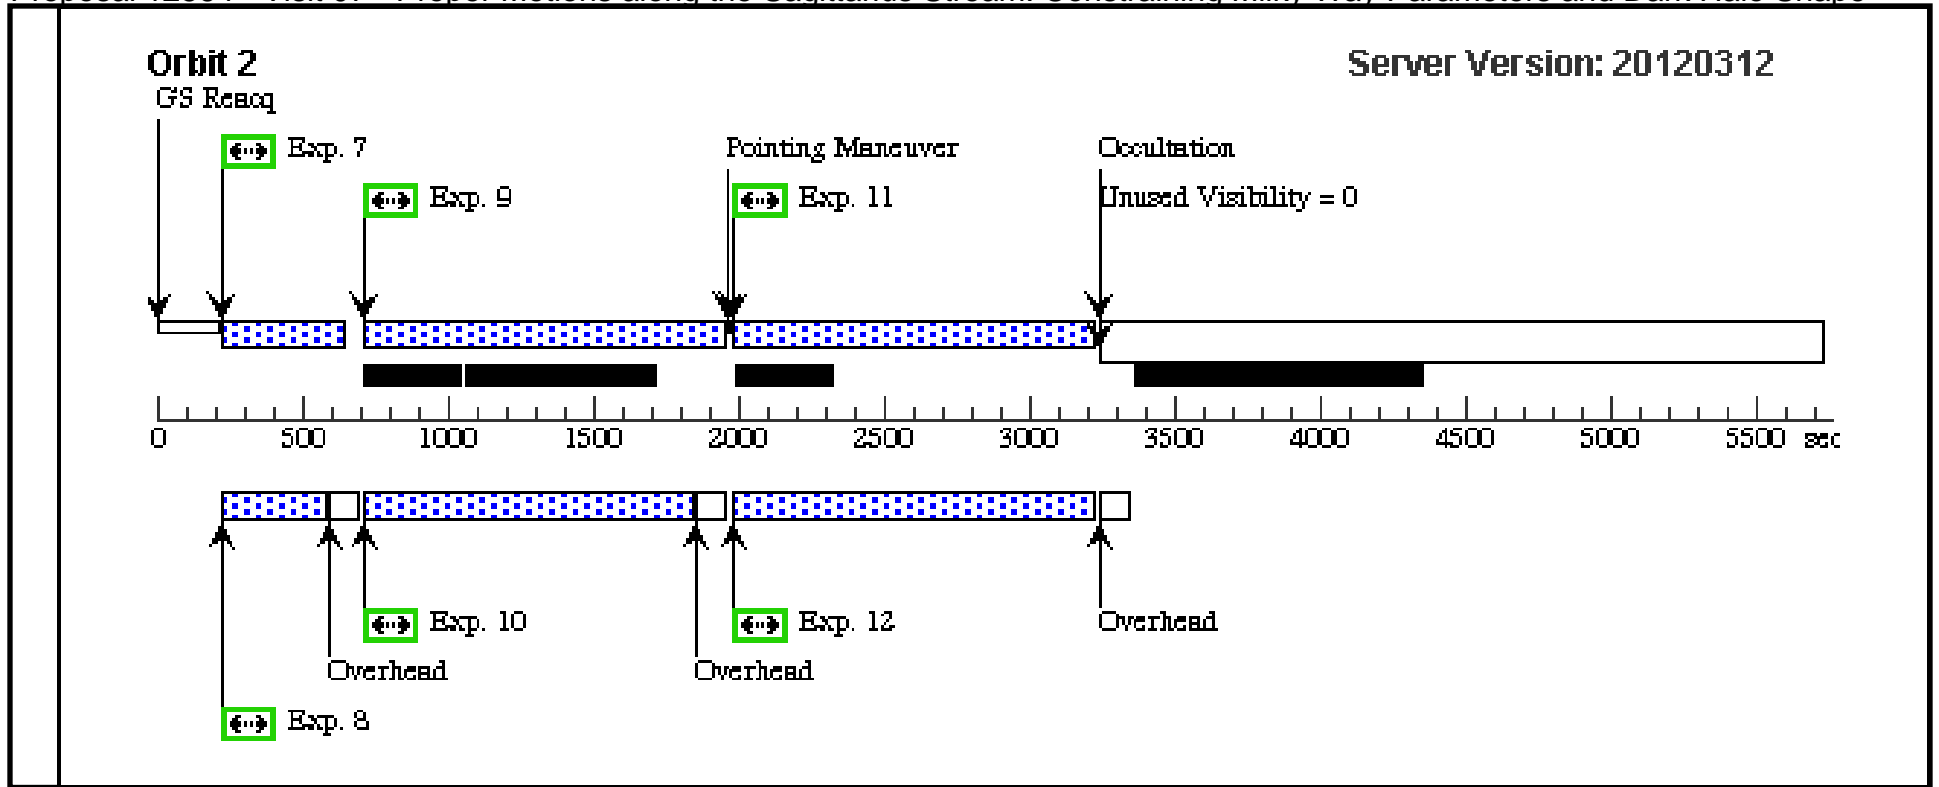 Orbit 2
Server Version: 20120312
GS Reacq
Exp. 7
Pointing Maneuver
Occultation
Exp. 9
Exp. 11
Unused Visibility = 0
0 500 1000 1500 2000 2500 3000 3500 4000 4500 5000 5500 sec
Exp. 10
Exp. 12
Overhead
Overhead
Overhead
Exp. 8